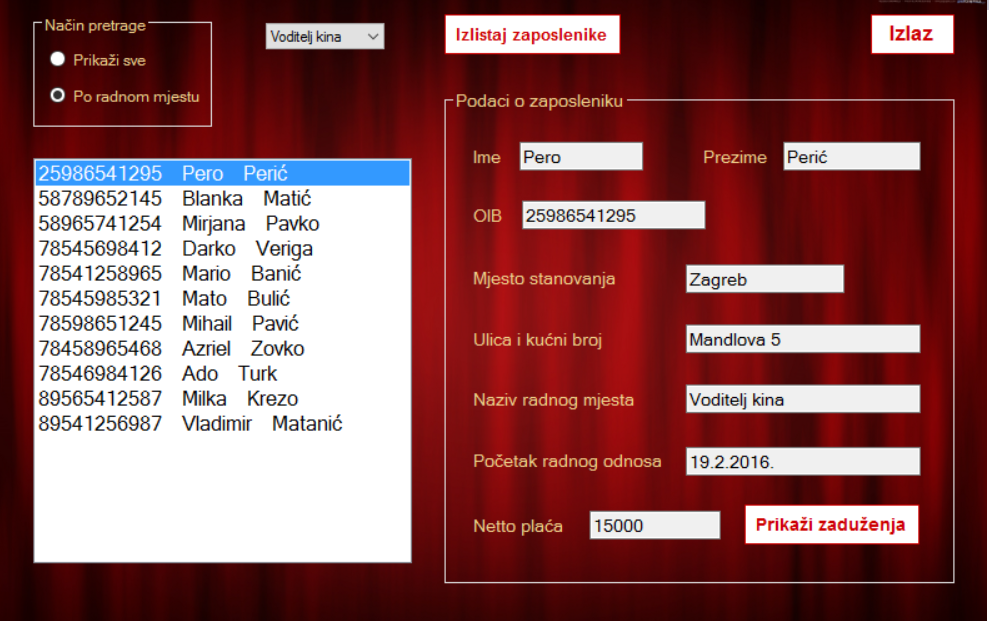 Način pretrage
Prikaži sve
Po radnom mjestu
Voditelj kina
Izlistaj zaposlenike
Izlaz
25986541295 Pero Perić
58789652145 Blanka Matić
58965741254 Mirjana Pavko
78545698412 Darko Veriga
78541258965 Mario Banić
78545985321 Mato Bulić
78598651245 Mihail Pavić
78458965468 Azriel Zovko
78546984126 Ado Turk
89565412587 Milka Krezo
89541256987 Vladimir Matanić
Podaci o zaposleniku
Ime Pero Prezime Perić
OIB 25986541295
Mjesto stanovanja Zagreb
Ulica i kućni broj Mandlova 5
Naziv radnog mjesta Voditelj kina
Početak radnog odnosa 19.2.2016.
Netto plaća 15000 Prikaži zaduženja